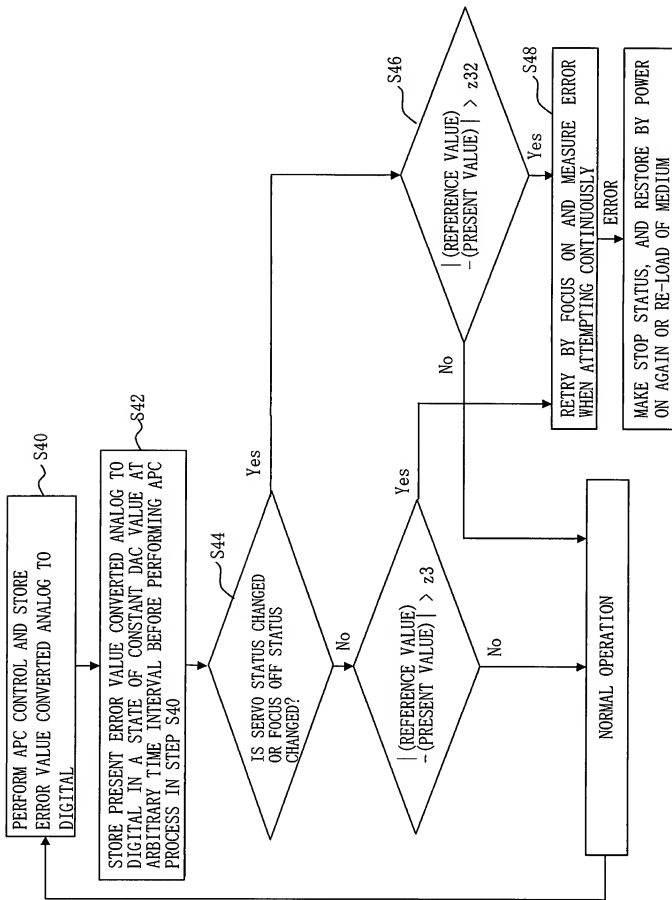 PERFORM APC CONTROL AND STORE
ERROR VALUE CONVERTED ANALOG TO
DIGITAL
S40
STORE PRESENT ERROR VALUE CONVERTED ANALOG TO
DIGITAL IN A STATE OF CONSTANT DAC VALUE AT
ARBITRARY TIME INTERVAL BEFORE PERFORMING APC
PROCESS IN STEP S40
S42
S44
IS SERVO STATUS CHANGED
OR FOCUS OFF STATUS
CHANGED?
Yes
No
|(REFERENCE VALUE)
-(PRESENT VALUE)| > z3
Yes
No
S46
|(REFERENCE VALUE)
-(PRESENT VALUE)| > z32
No
Yes
S48
RETRY BY FOCUS ON AND MEASURE ERROR
WHEN ATTEMPTING CONTINUOUSLY
ERROR
MAKE STOP STATUS, AND RESTORE BY POWER
ON AGAIN OR RE-LOAD OF MEDIUM
NORMAL OPERATION